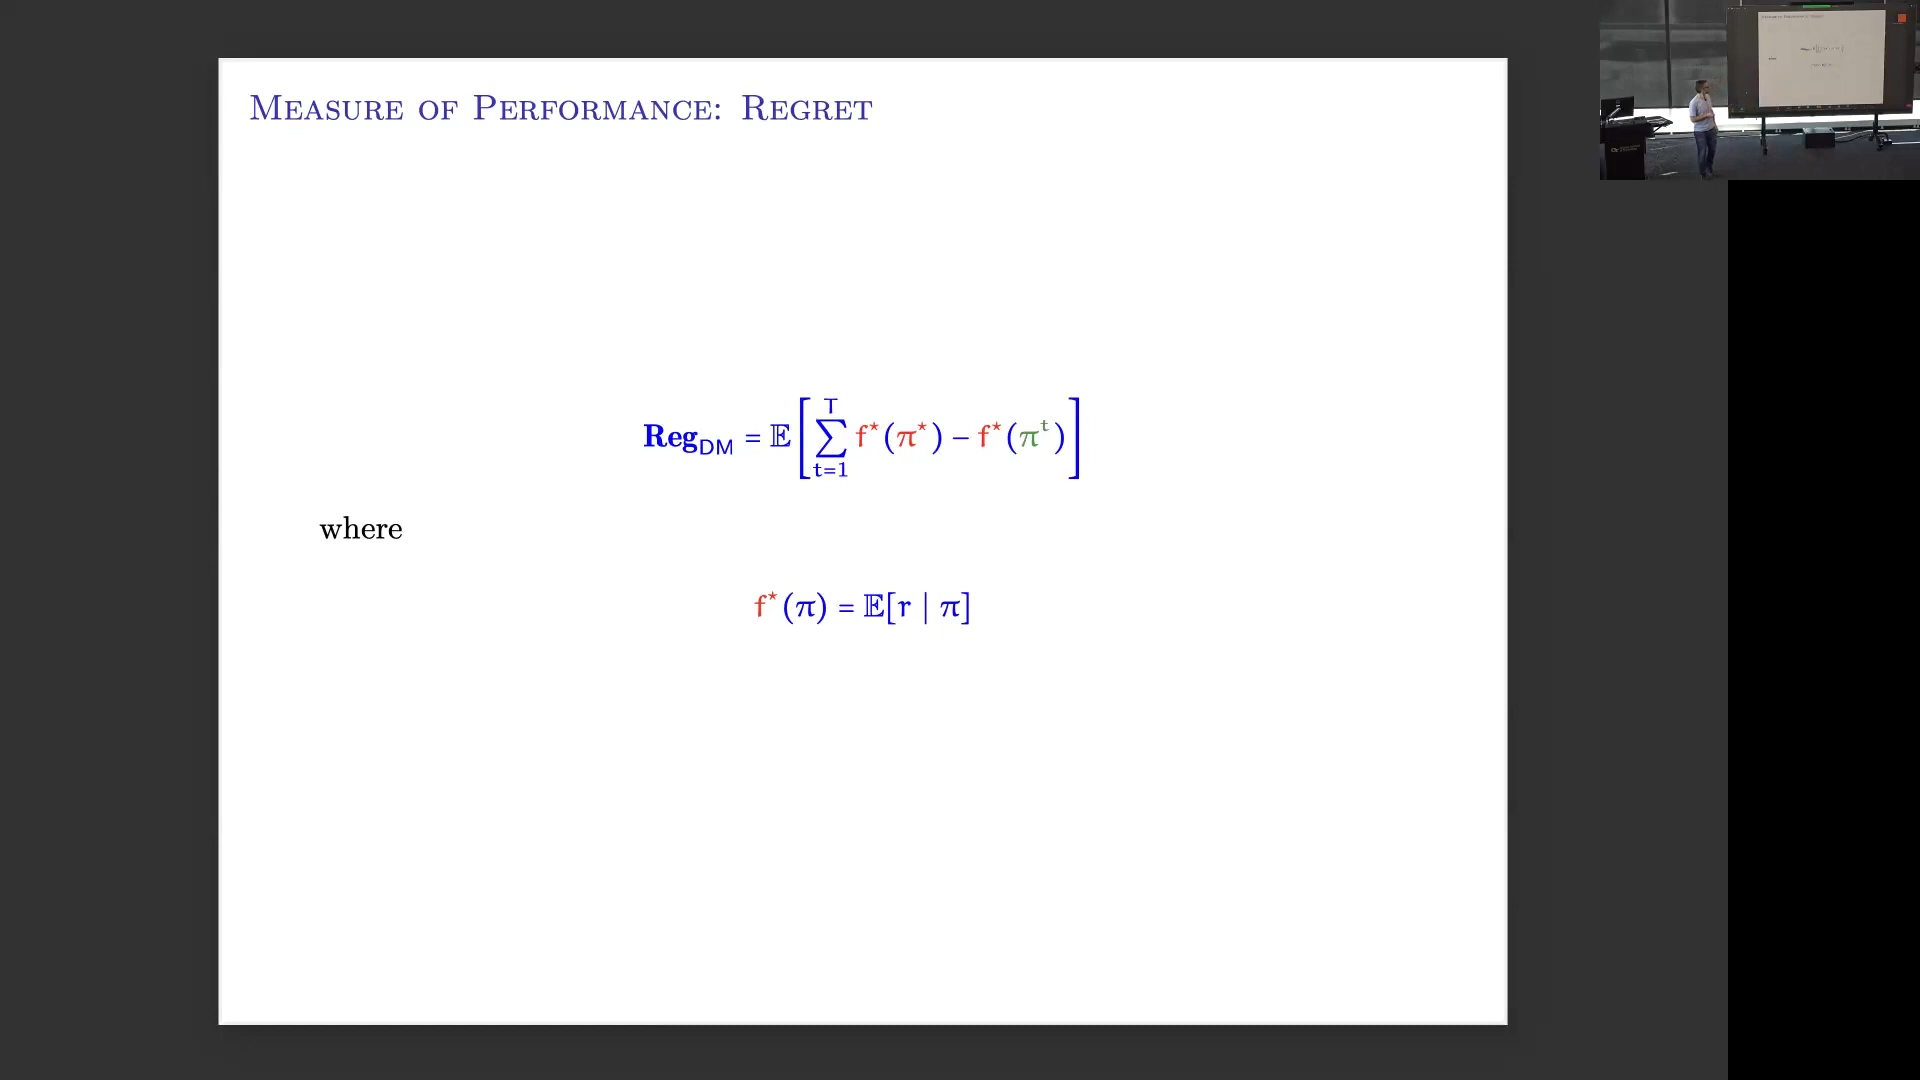 Measure of Performance: Regret
Reg_DM = 𝔼[∑_{t=1}^{T} f*(π*) – f*(π^t)]
where
f*(π) = 𝔼[r | π]